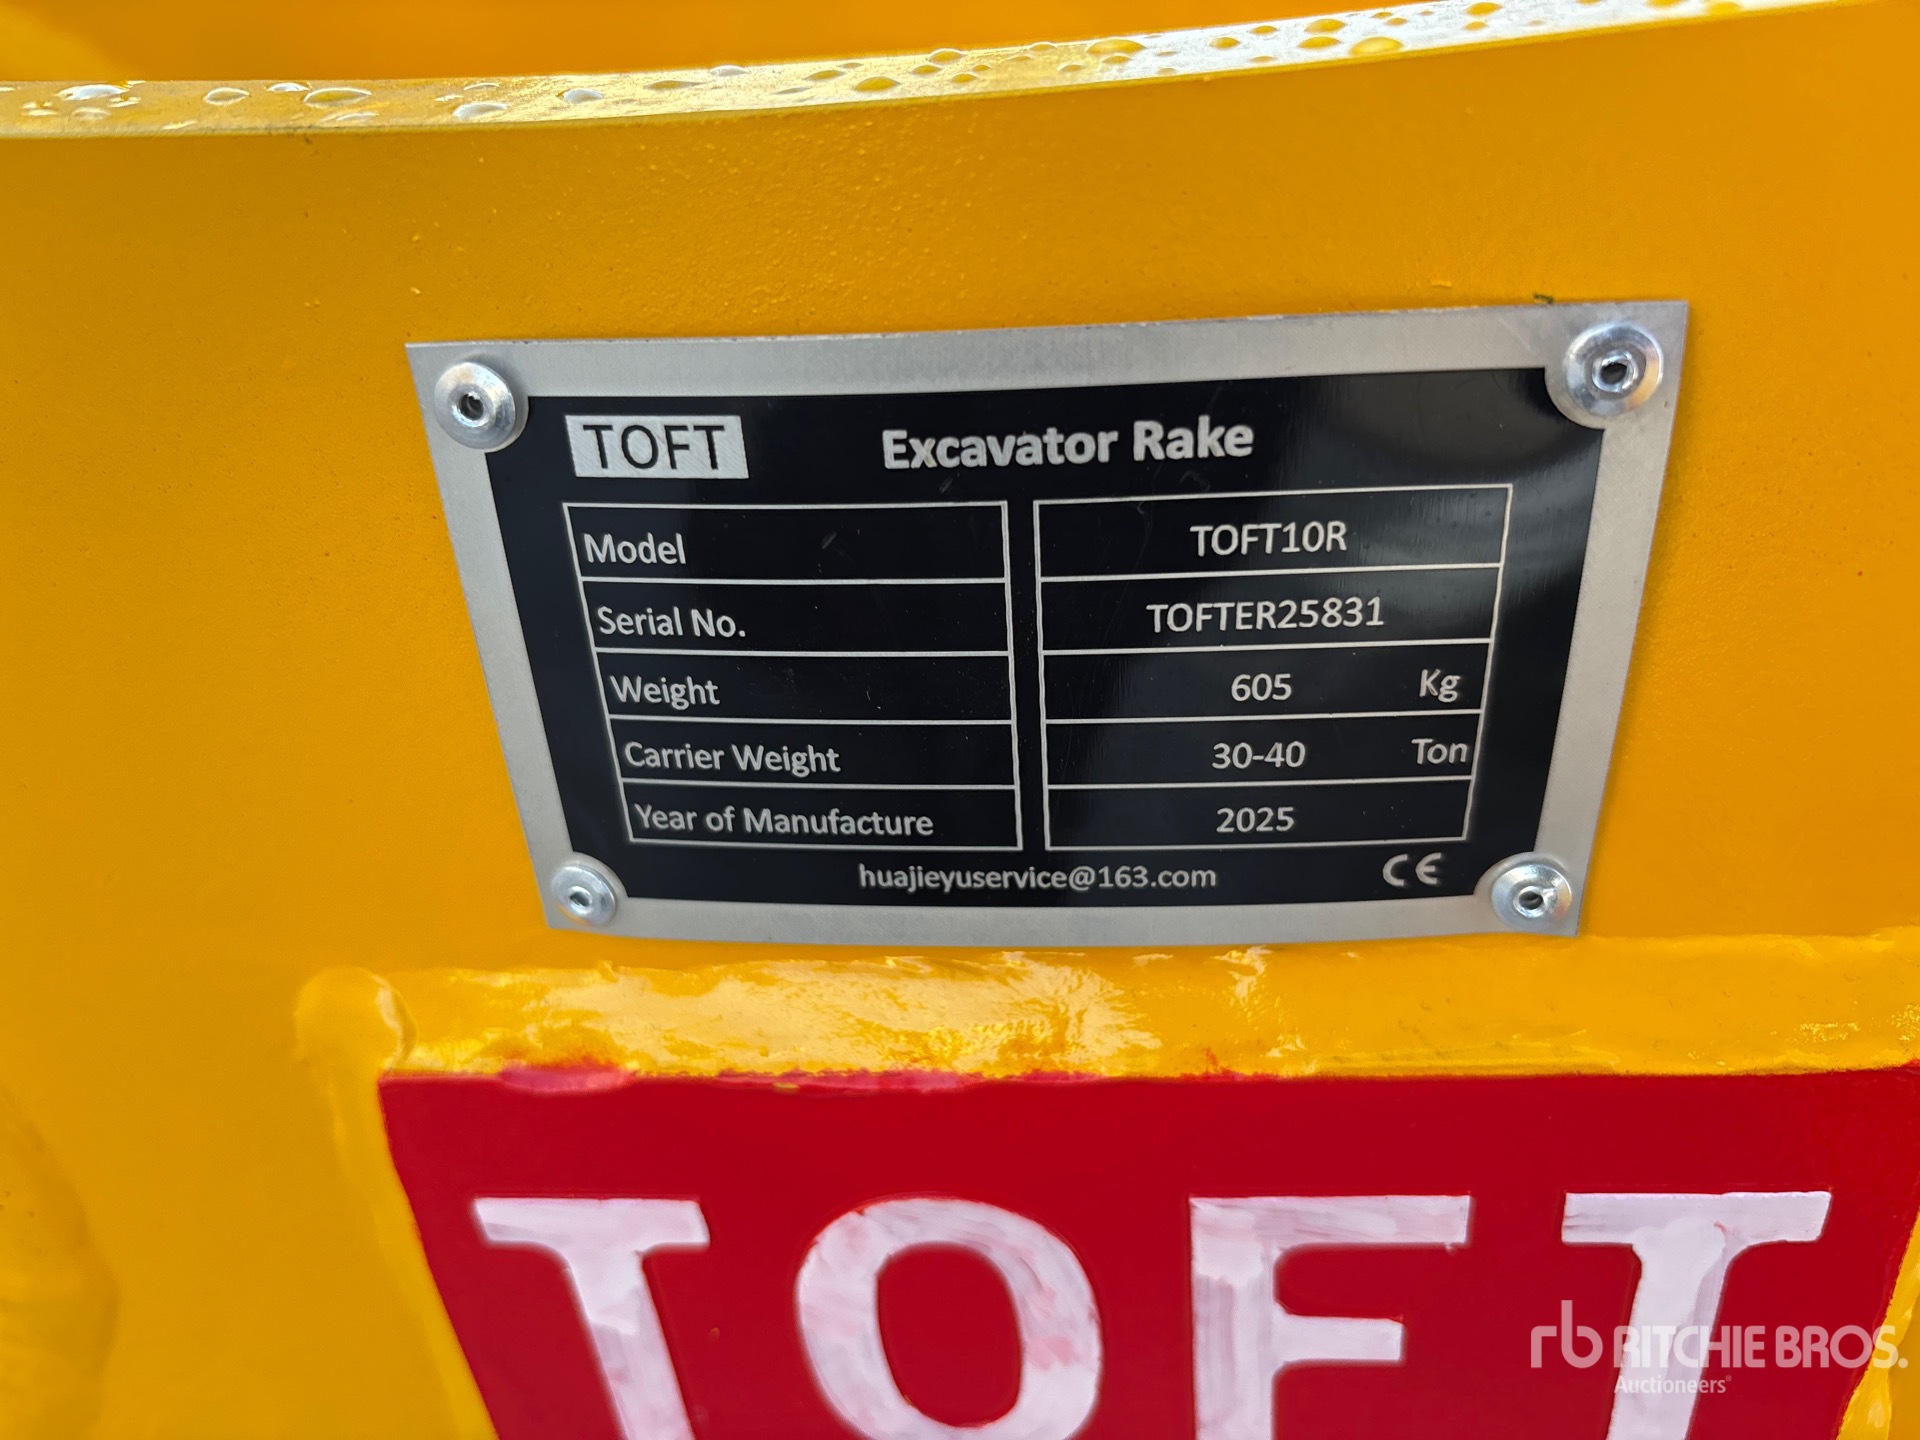 TOFT Excavator Rake
Model TOFT10R
Serial No. TOFTER25831
Weight 605 Kg
Carrier Weight 30-40 Ton
Year of Manufacture 2025
huajieyuservice@163.com CE
TOFT
rb RITCHIE BROS.
Auctioneers